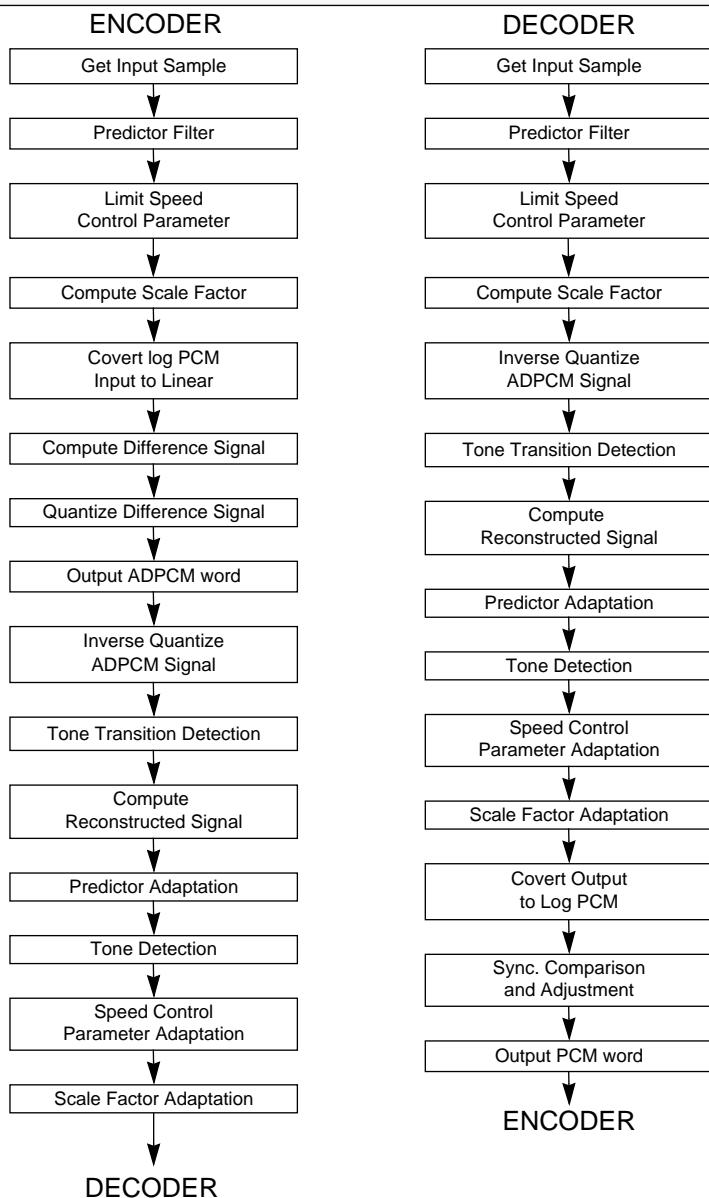 ENCODER
Get Input Sample
Predictor Filter
Limit Speed
Control Parameter
Compute Scale Factor
Covert log PCM
Input to Linear
Compute Difference Signal
Quantize Difference Signal
Output ADPCM word
Inverse Quantize
ADPCM Signal
Tone Transition Detection
Compute
Reconstructed Signal
Predictor Adaptation
Tone Detection
Speed Control
Parameter Adaptation
Scale Factor Adaptation
DECODER
DECODER
Get Input Sample
Predictor Filter
Limit Speed
Control Parameter
Compute Scale Factor
Inverse Quantize
ADPCM Signal
Tone Transition Detection
Compute
Reconstructed Signal
Predictor Adaptation
Tone Detection
Speed Control
Parameter Adaptation
Scale Factor Adaptation
Covert Output
to Log PCM
Sync. Comparison
and Adjustment
Output PCM word
ENCODER